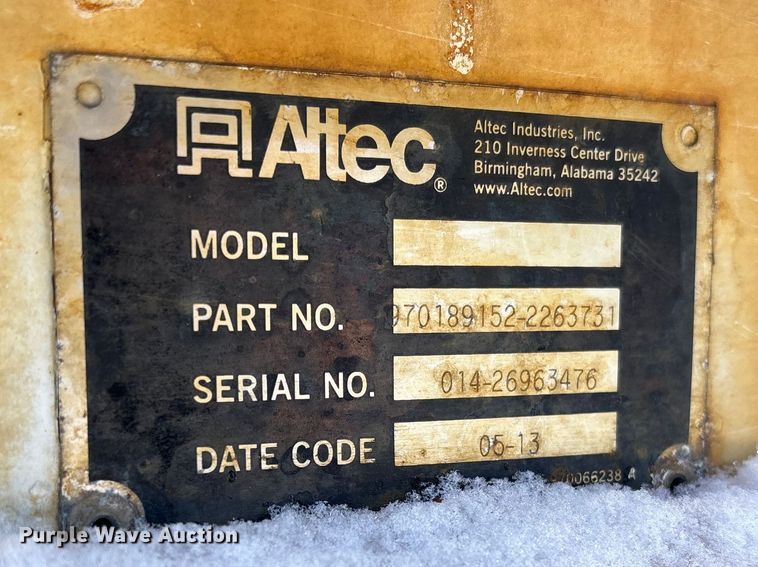 Altec®
Altec Industries, Inc.
210 Inverness Center Drive
Birmingham, Alabama 35242
www.Altec.com
MODEL
PART NO. 970189152-2263731
SERIAL NO. 014-26963476
DATE CODE 05-13
970066238 A
Purple Wave Auction